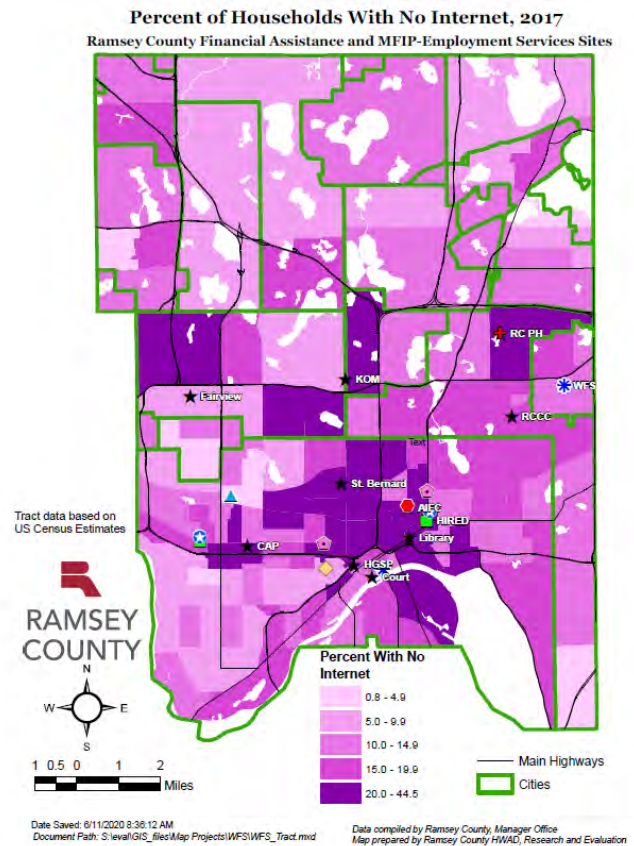 Percent of Households With No Internet, 2017
Ramsey County Financial Assistance and MFIP-Employment Services Sites
RC PH
KOM
WFS
Fairview
RCCC
Text
St. Bernard
AIFC
HIRED
Library
CAP
HGSP
Court
Tract data based on
US Census Estimates
RAMSEY
COUNTY
N
W E
S
1 0.5 0 1 2
Miles
Percent With No
Internet
0.8 - 4.9
5.0 - 9.9
10.0 - 14.9
15.0 - 19.9
20.0 - 44.5
Main Highways
Cities
Date Saved: 6/11/2020 8:36:12 AM
Document Path: S:\eval\GIS_files\Map Projects\WFS\WFS_Tract.mxd
Data compiled by Ramsey County, Manager Office
Map prepared by Ramsey County HWAD, Research and Evaluation